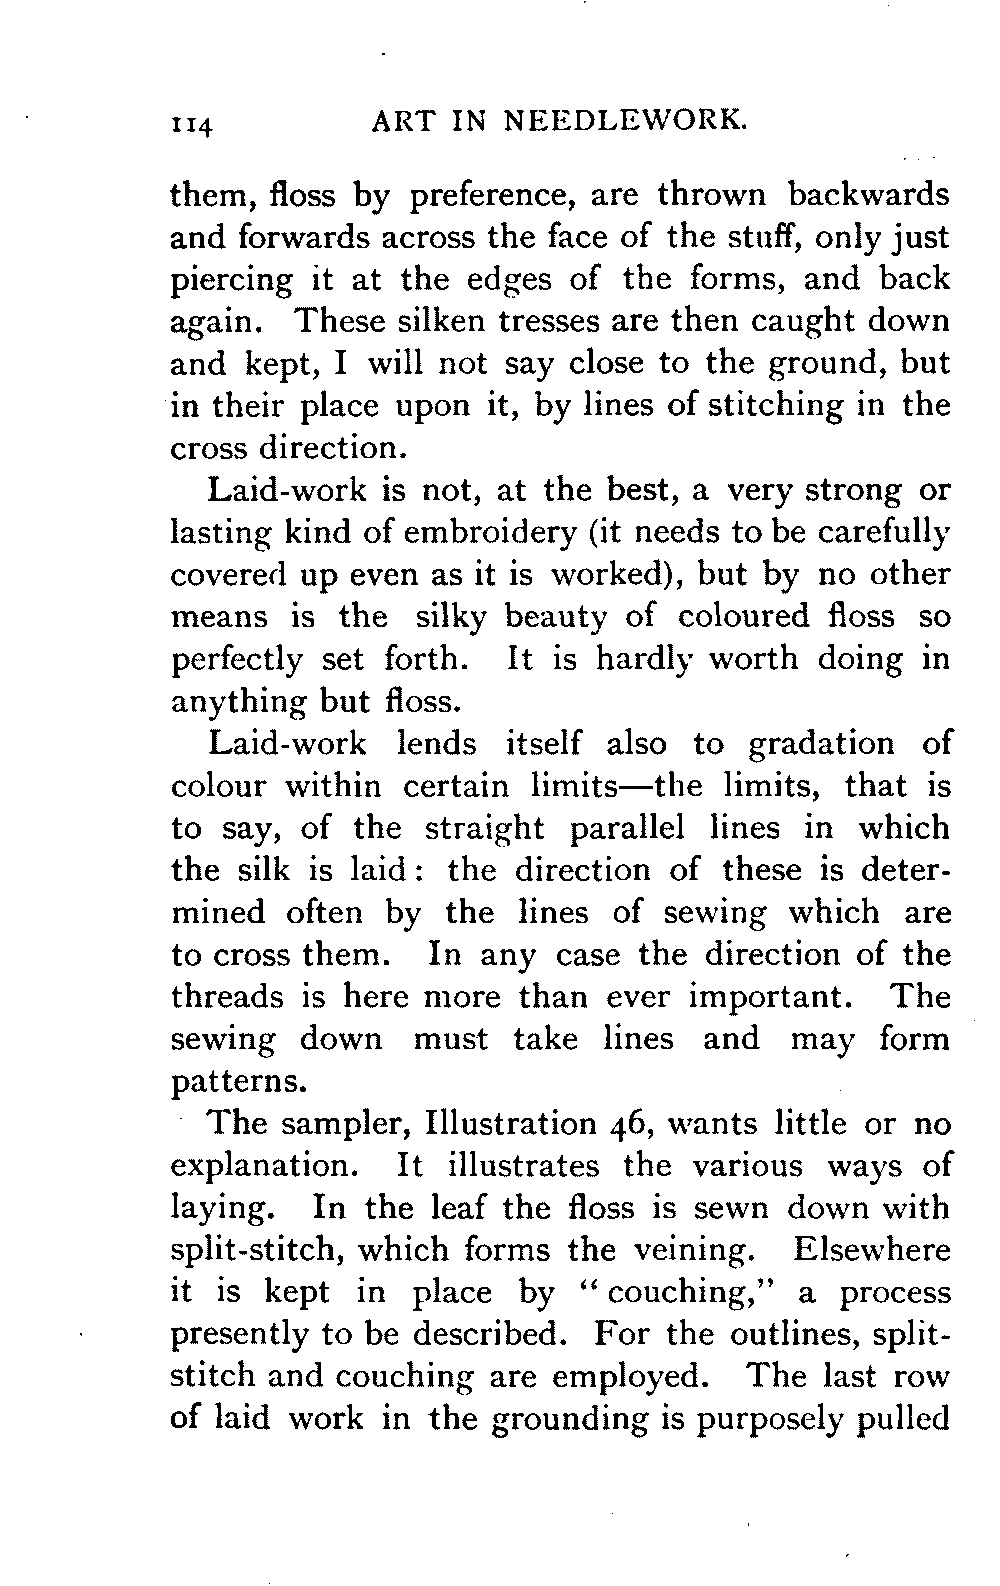 114 ART IN NEEDLEWORK.
them, floss by preference, are thrown backwards
and forwards across the face of the stuff, only just
piercing it at the edges of the forms, and back
again. These silken tresses are then caught down
and kept, I will not say close to the ground, but
in their place upon it, by lines of stitching in the
cross direction.
Laid-work is not, at the best, a very strong or
lasting kind of embroidery (it needs to be carefully
covered up even as it is worked), but by no other
means is the silky beauty of coloured floss so
perfectly set forth. It is hardly worth doing in
anything but floss.
Laid-work lends itself also to gradation of
colour within certain limits—the limits, that is
to say, of the straight parallel lines in which
the silk is laid: the direction of these is deter-
mined often by the lines of sewing which are
to cross them. In any case the direction of the
threads is here more than ever important. The
sewing down must take lines and may form
patterns.
The sampler, Illustration 46, wants little or no
explanation. It illustrates the various ways of
laying. In the leaf the floss is sewn down with
split-stitch, which forms the veining. Elsewhere
it is kept in place by “couching,” a process
presently to be described. For the outlines, split-
stitch and couching are employed. The last row
of laid work in the grounding is purposely pulled